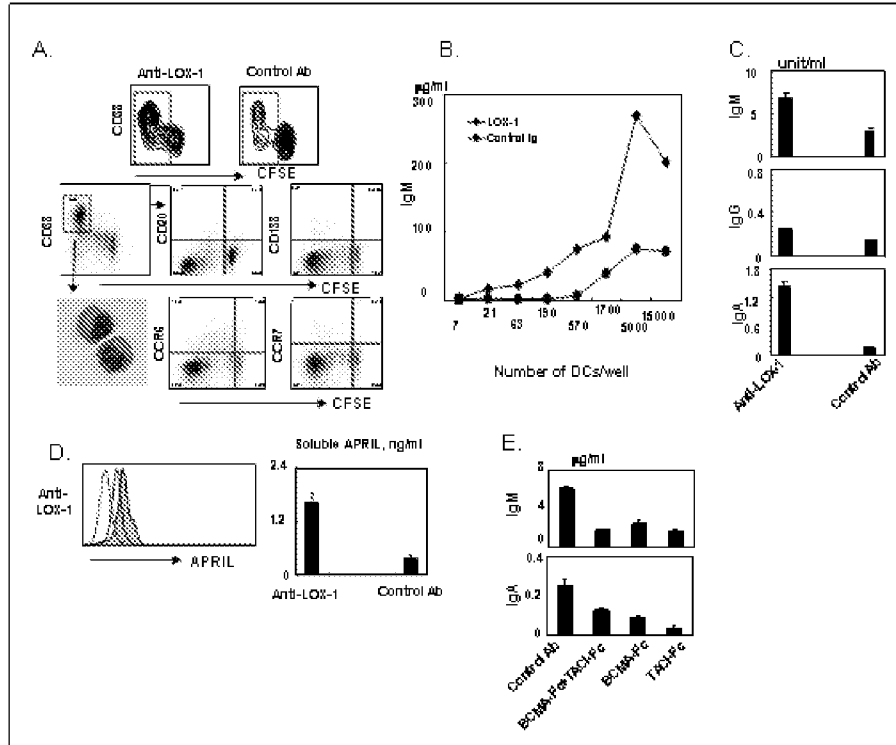 A.
Anti-LOX-1
Control Ab
CFSE
CD20
CD138
CFSE
CCR6
CCR7
CFSE
B.
µg/ml
300
200
100
0
IgM
LOX-1
Control Ig
7
21
63
190
570
1700
5000
15000
Number of DCs/well
C.
unit/ml
IgM
10
5
0
IgG
0.8
0.4
0
IgA
1.8
1.2
0.6
0
Anti-LOX-1
Control Ab
D.
Anti-
LOX-1
APRIL
Soluble APRIL, ng/ml
2.4
1.2
0
Anti-LOX-1
Control Ab
E.
µg/ml
IgM
8
4
0
IgA
0.4
0.2
0
Control Ab
BCMA-Fc+TACI-Fc
BCMA-Fc
TACI-Fc